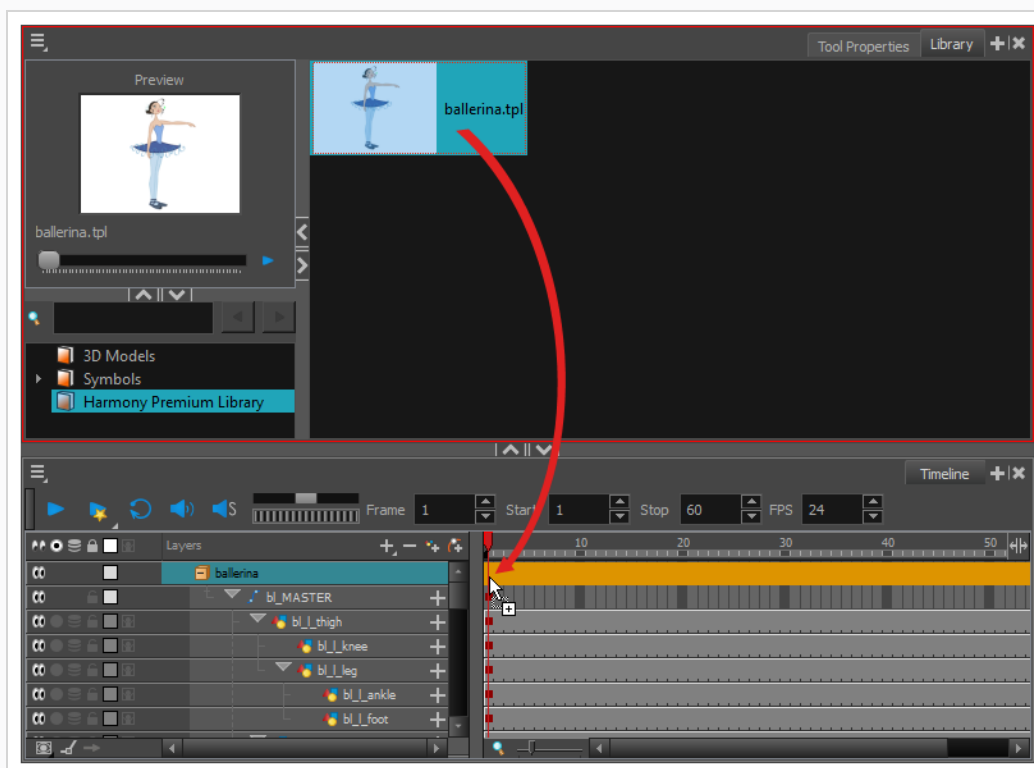 Tool Properties
Library
Preview
ballerina.tpl
ballerina.tpl
3D Models
Symbols
Harmony Premium Library
Timeline
S
Frame 1 Start 1 Stop 60 FPS 24
Layers
10 20 30 40 50
ballerina
bl_MASTER
bl_l_thigh
bl_l_knee
bl_l_leg
bl_l_ankle
bl_l_foot